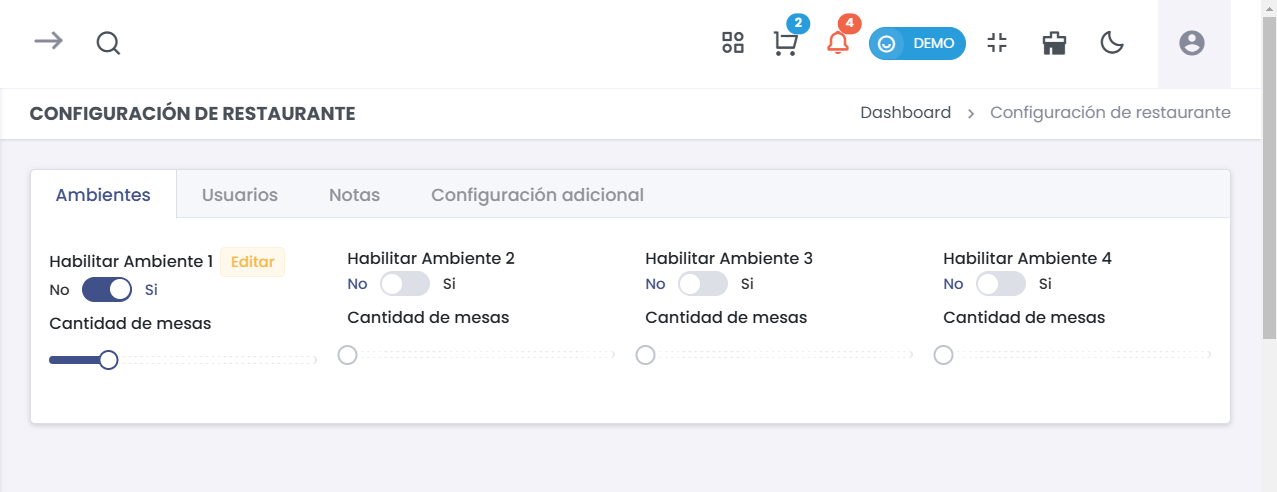 2
4
DEMO
CONFIGURACIÓN DE RESTAURANTE
Dashboard > Configuración de restaurante
Ambientes Usuarios Notas Configuración adicional
Habilitar Ambiente 1 Editar
No Si
Cantidad de mesas
Habilitar Ambiente 2
No Si
Cantidad de mesas
Habilitar Ambiente 3
No Si
Cantidad de mesas
Habilitar Ambiente 4
No Si
Cantidad de mesas